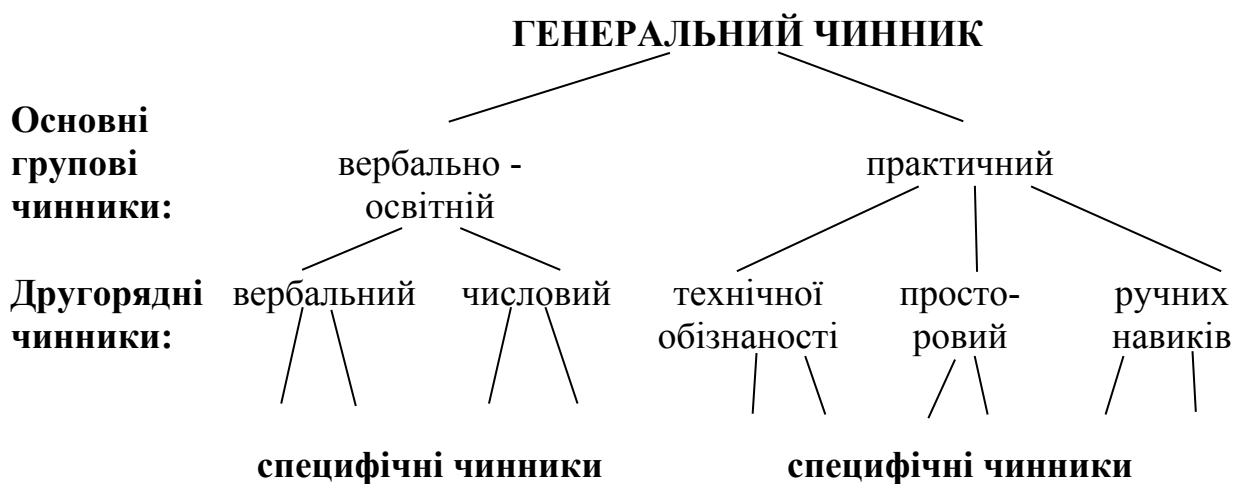 ГЕНЕРАЛЬНИЙ ЧИННИК
Основні
групові вербально - практичний
чинники: освітній
Другорядні вербальний числовий технічної просто- ручних
чинники: обізнаності ровий навиків
специфічні чинники специфічні чинники